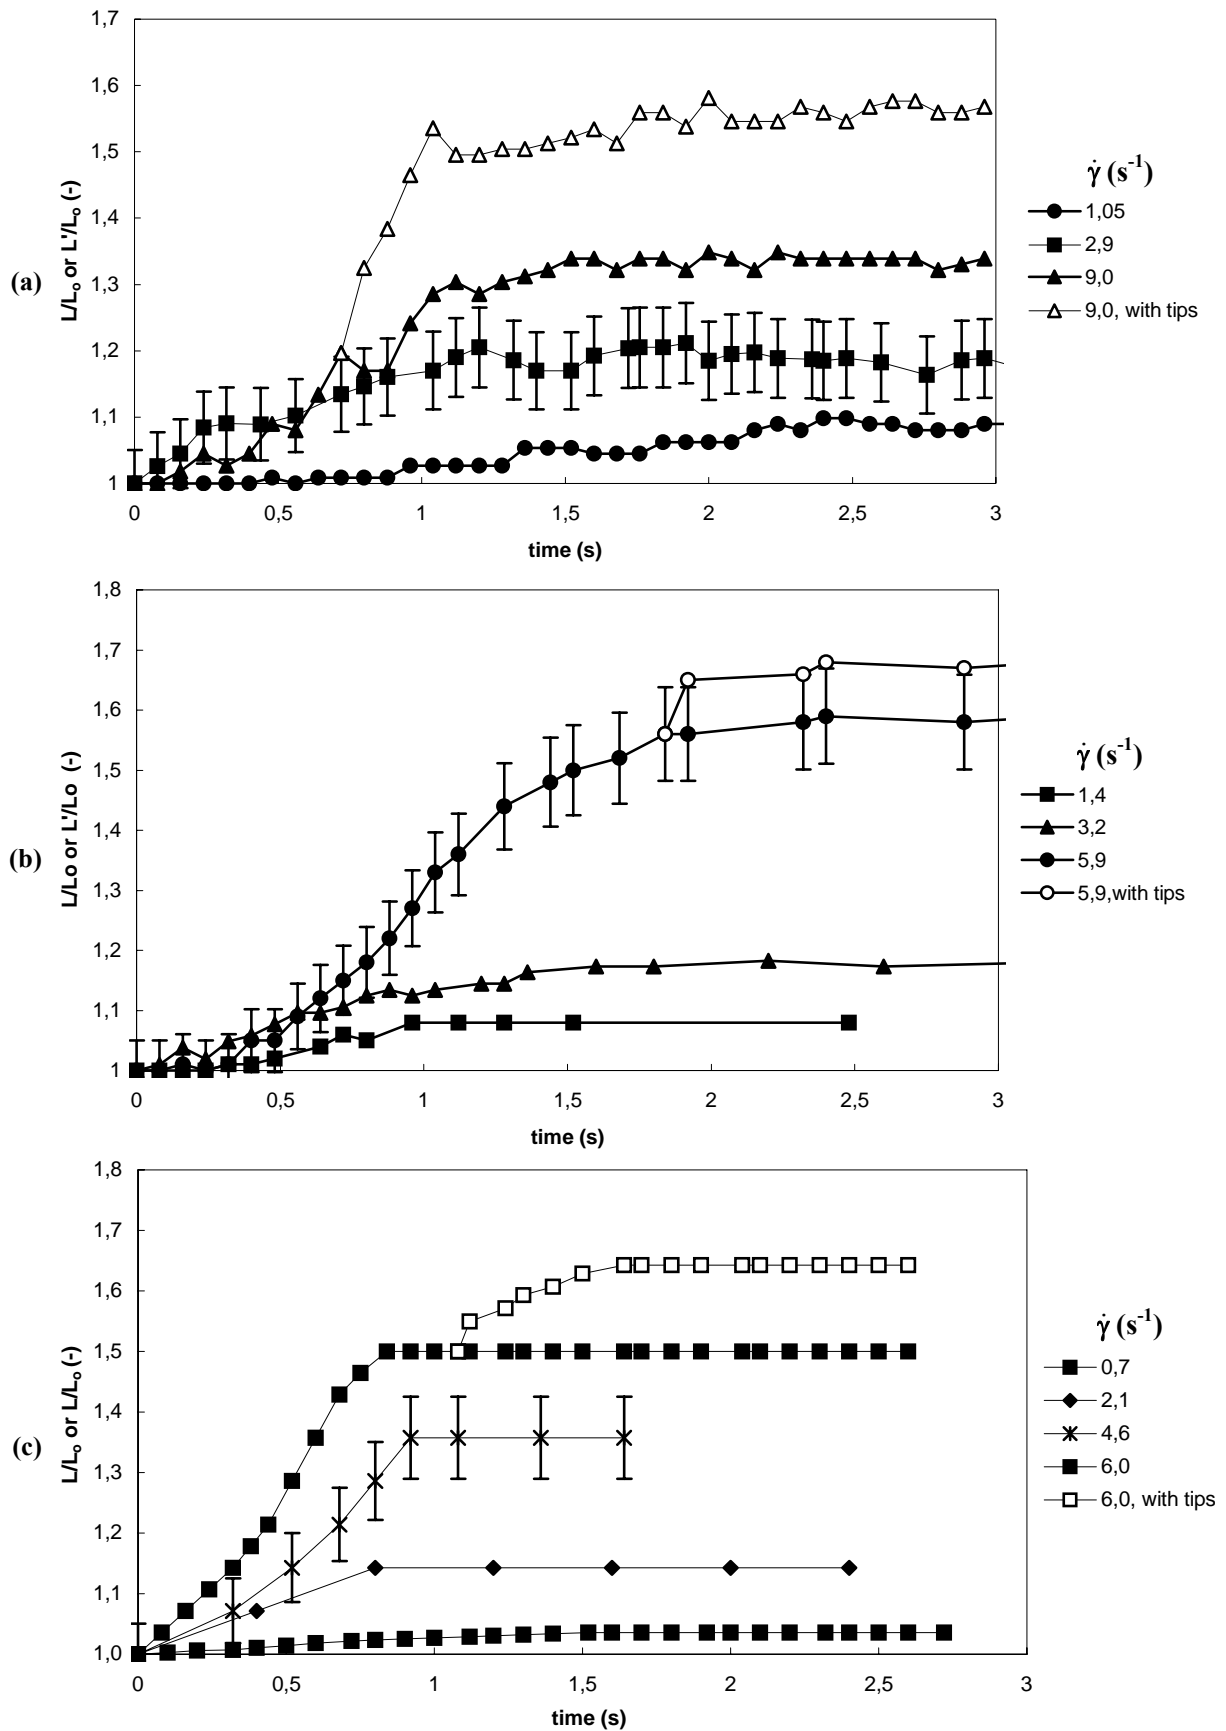 (a)
L/Lo or L'/Lo (-)
1,7
1,6
1,5
1,4
1,3
1,2
1,1
1
0 0,5 1 1,5 2 2,5 3
time (s)
γ̇ (s-1)
1,05
2,9
9,0
9,0, with tips
(b)
L/Lo or L'/Lo (-)
1,8
1,7
1,6
1,5
1,4
1,3
1,2
1,1
1
0 0,5 1 1,5 2 2,5 3
time (s)
γ̇ (s-1)
1,4
3,2
5,9
5,9,with tips
(c)
L/Lo or L/Lo (-)
1,8
1,7
1,6
1,5
1,4
1,3
1,2
1,1
1,0
0 0,5 1 1,5 2 2,5 3
time (s)
γ̇ (s-1)
0,7
2,1
4,6
6,0
6,0, with tips